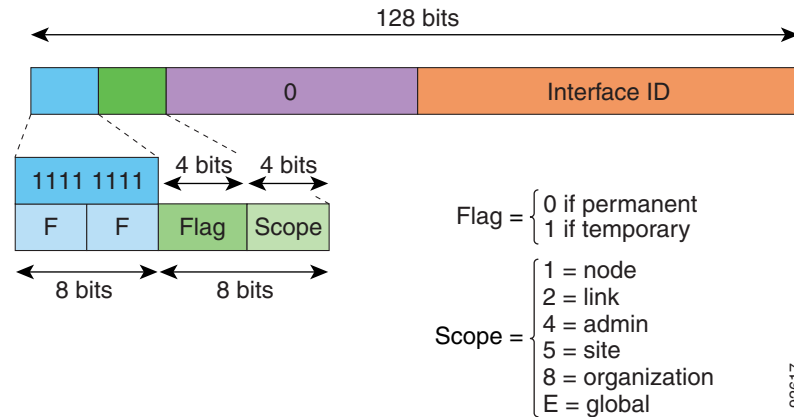 128 bits
0
Interface ID
1111 1111
4 bits
4 bits
F
F
Flag
Scope
8 bits
8 bits
Flag =
0 if permanent
1 if temporary
Scope =
1 = node
2 = link
4 = admin
5 = site
8 = organization
E = global